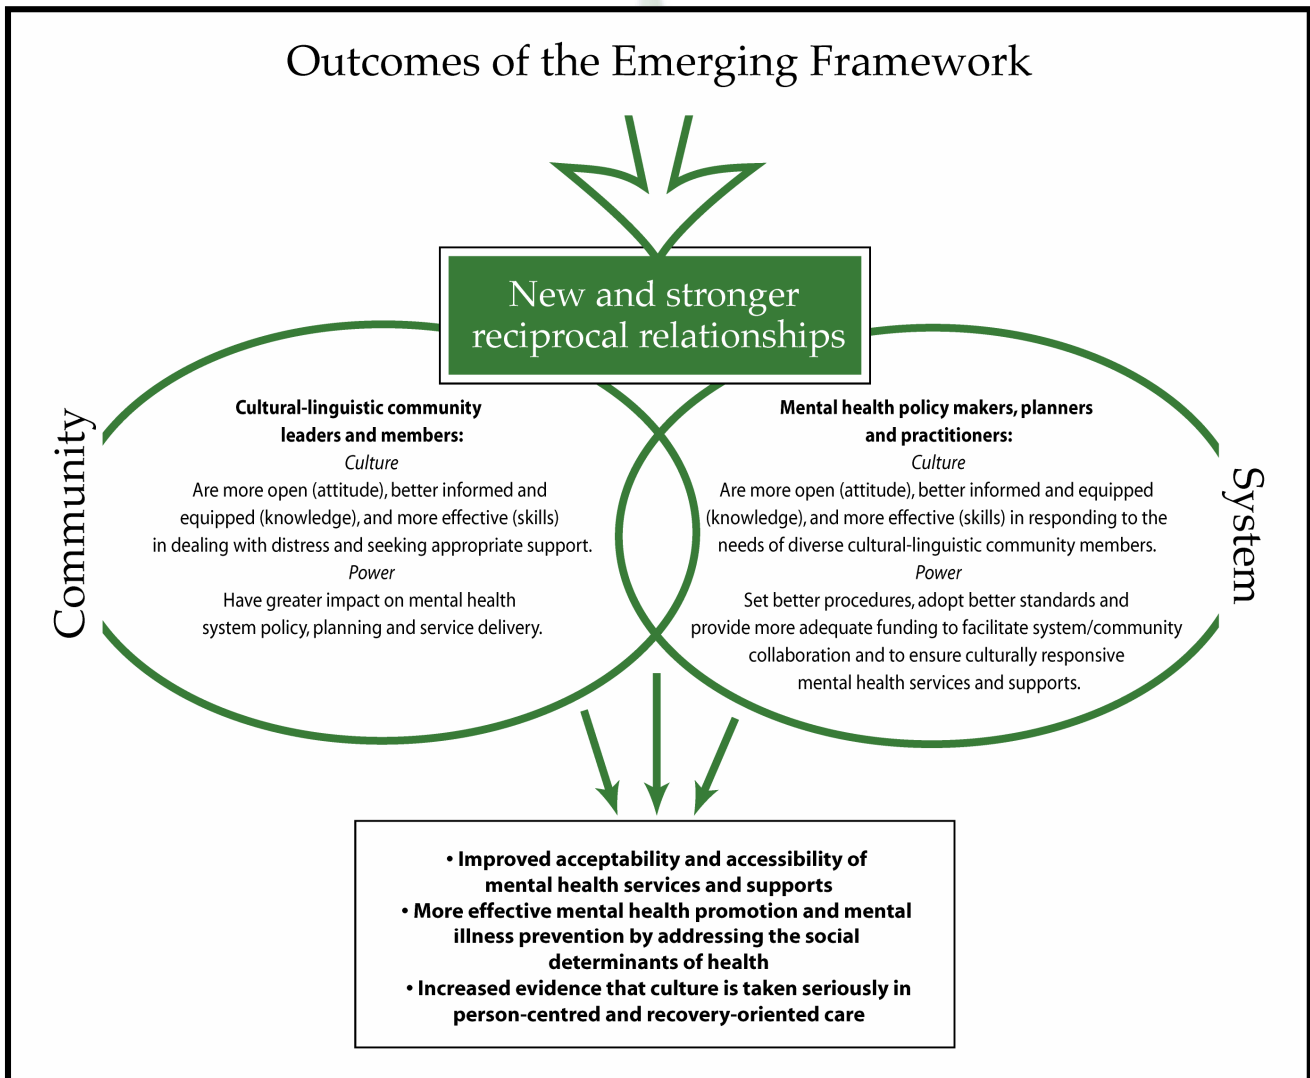 Outcomes of the Emerging Framework
New and stronger
reciprocal relationships
Community
Cultural-linguistic community
leaders and members:
Culture
Are more open (attitude), better informed and
equipped (knowledge), and more effective (skills)
in dealing with distress and seeking appropriate support.
Power
Have greater impact on mental health
system policy, planning and service delivery.
Mental health policy makers, planners
and practitioners:
Culture
Are more open (attitude), better informed and equipped
(knowledge), and more effective (skills) in responding to the
needs of diverse cultural-linguistic community members.
Power
Set better procedures, adopt better standards and
provide more adequate funding to facilitate system/community
collaboration and to ensure culturally responsive
mental health services and supports.
System
• Improved acceptability and accessibility of
mental health services and supports
• More effective mental health promotion and mental
illness prevention by addressing the social
determinants of health
• Increased evidence that culture is taken seriously in
person-centred and recovery-oriented care